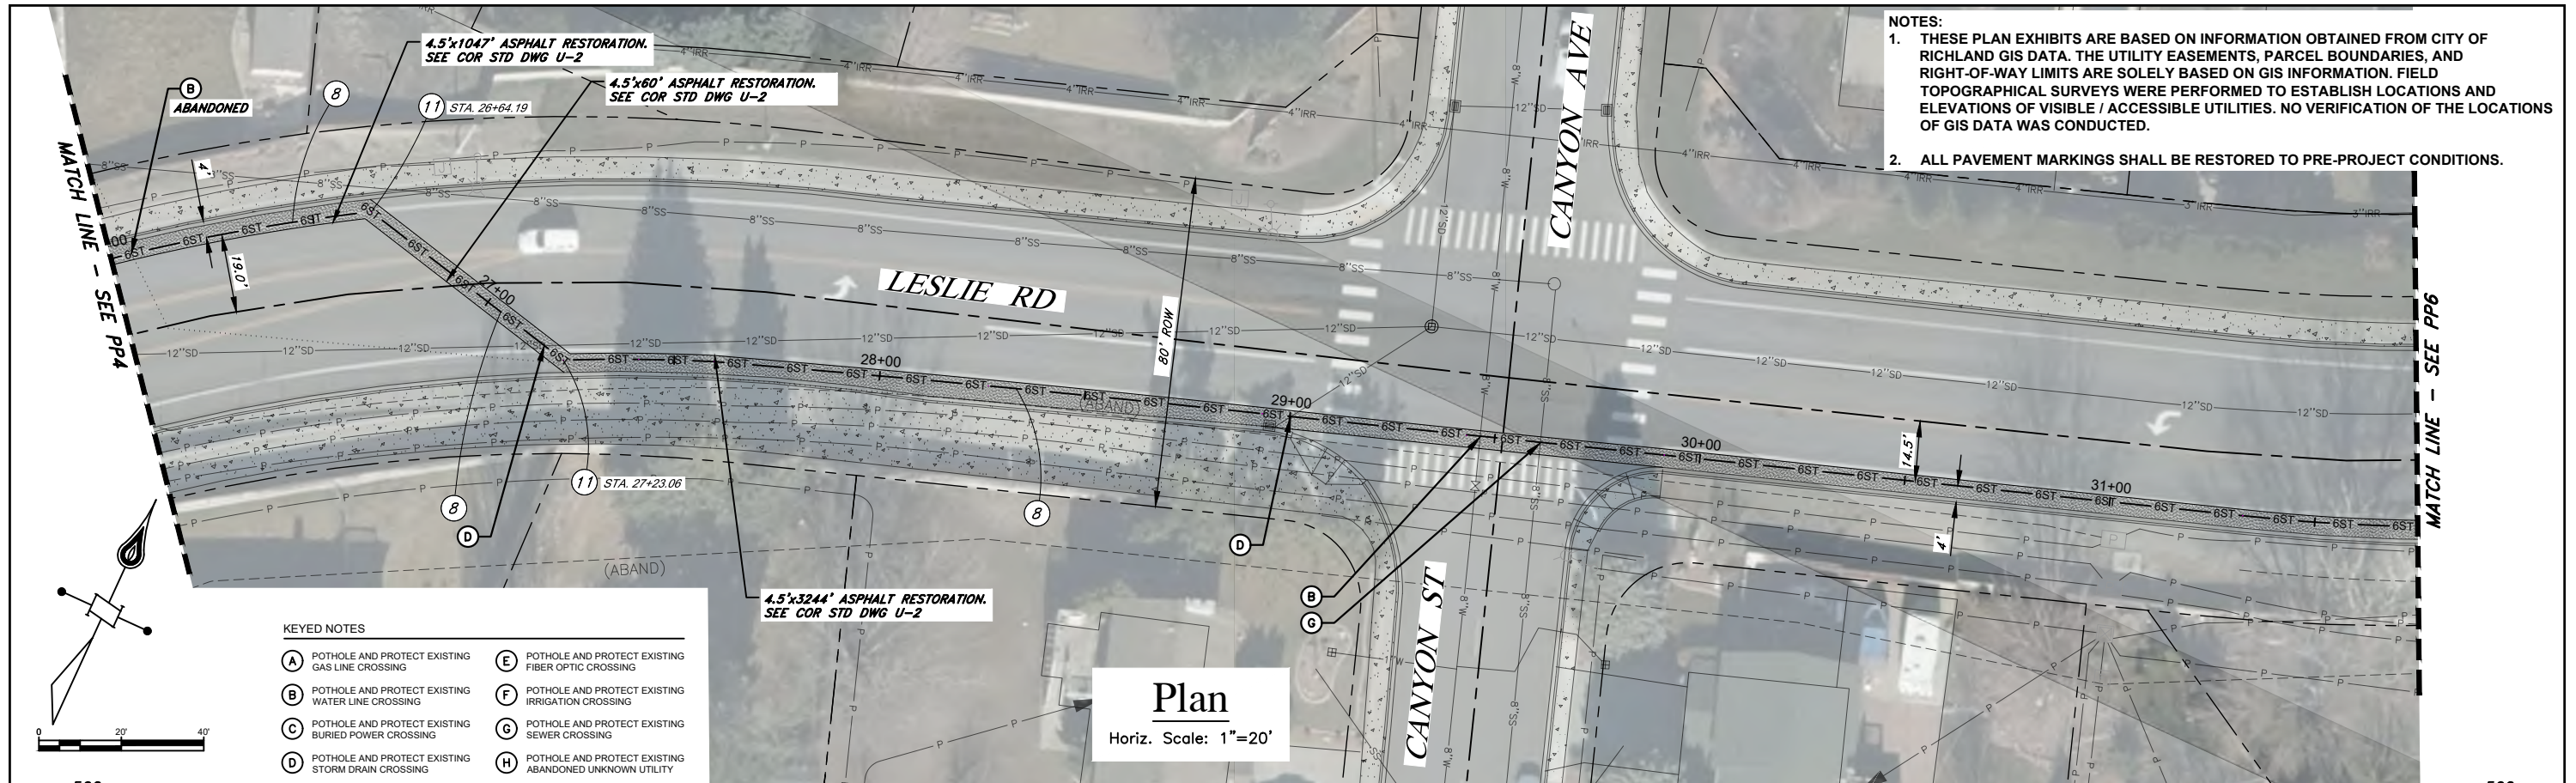 NOTES:
1. THESE PLAN EXHIBITS ARE BASED ON INFORMATION OBTAINED FROM CITY OF
RICHLAND GIS DATA. THE UTILITY EASEMENTS, PARCEL BOUNDARIES, AND
RIGHT-OF-WAY LIMITS ARE SOLELY BASED ON GIS INFORMATION. FIELD
TOPOGRAPHICAL SURVEYS WERE PERFORMED TO ESTABLISH LOCATIONS AND
ELEVATIONS OF VISIBLE / ACCESSIBLE UTILITIES. NO VERIFICATION OF THE LOCATIONS
OF GIS DATA WAS CONDUCTED.
2. ALL PAVEMENT MARKINGS SHALL BE RESTORED TO PRE-PROJECT CONDITIONS.
4.5'x1047' ASPHALT RESTORATION.
SEE COR STD DWG U-2
4.5'x60' ASPHALT RESTORATION.
SEE COR STD DWG U-2
B
ABANDONED
8
11 STA. 26+64.19
MATCH LINE - SEE PP4
4'
19.0'
27+00
LESLIE RD
CANYON AVE
80' ROW
28+00
29+00
30+00
31+00
14.5'
4'
MATCH LINE - SEE PP6
(ABAND)
11 STA. 27+23.06
8
D
8
D
B
G
(ABAND)
4.5'x3244' ASPHALT RESTORATION.
SEE COR STD DWG U-2
CANYON ST
4"IRR
3"IRR
8"SS
12"SD
8"W
6ST
1"W
P
J
KEYED NOTES
A POTHOLE AND PROTECT EXISTING
GAS LINE CROSSING
B POTHOLE AND PROTECT EXISTING
WATER LINE CROSSING
C POTHOLE AND PROTECT EXISTING
BURIED POWER CROSSING
D POTHOLE AND PROTECT EXISTING
STORM DRAIN CROSSING
E POTHOLE AND PROTECT EXISTING
FIBER OPTIC CROSSING
F POTHOLE AND PROTECT EXISTING
IRRIGATION CROSSING
G POTHOLE AND PROTECT EXISTING
SEWER CROSSING
H POTHOLE AND PROTECT EXISTING
ABANDONED UNKNOWN UTILITY
0 20' 40'
Plan
Horiz. Scale: 1"=20'